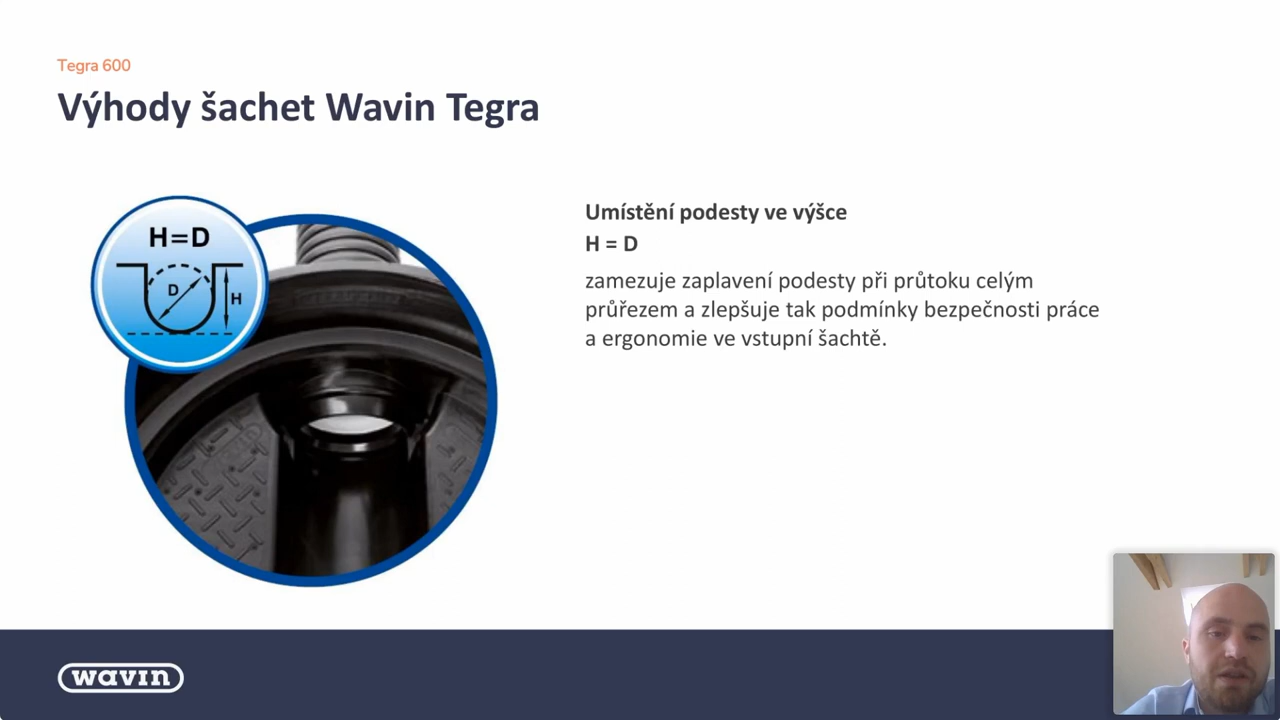 Tegra 600
Výhody šachet Wavin Tegra
H=D
D
H
Umístění podesty ve výšce
H = D
zamezuje zaplavení podesty při průtoku celým
průřezem a zlepšuje tak podmínky bezpečnosti práce
a ergonomie ve vstupní šachtě.
wavin